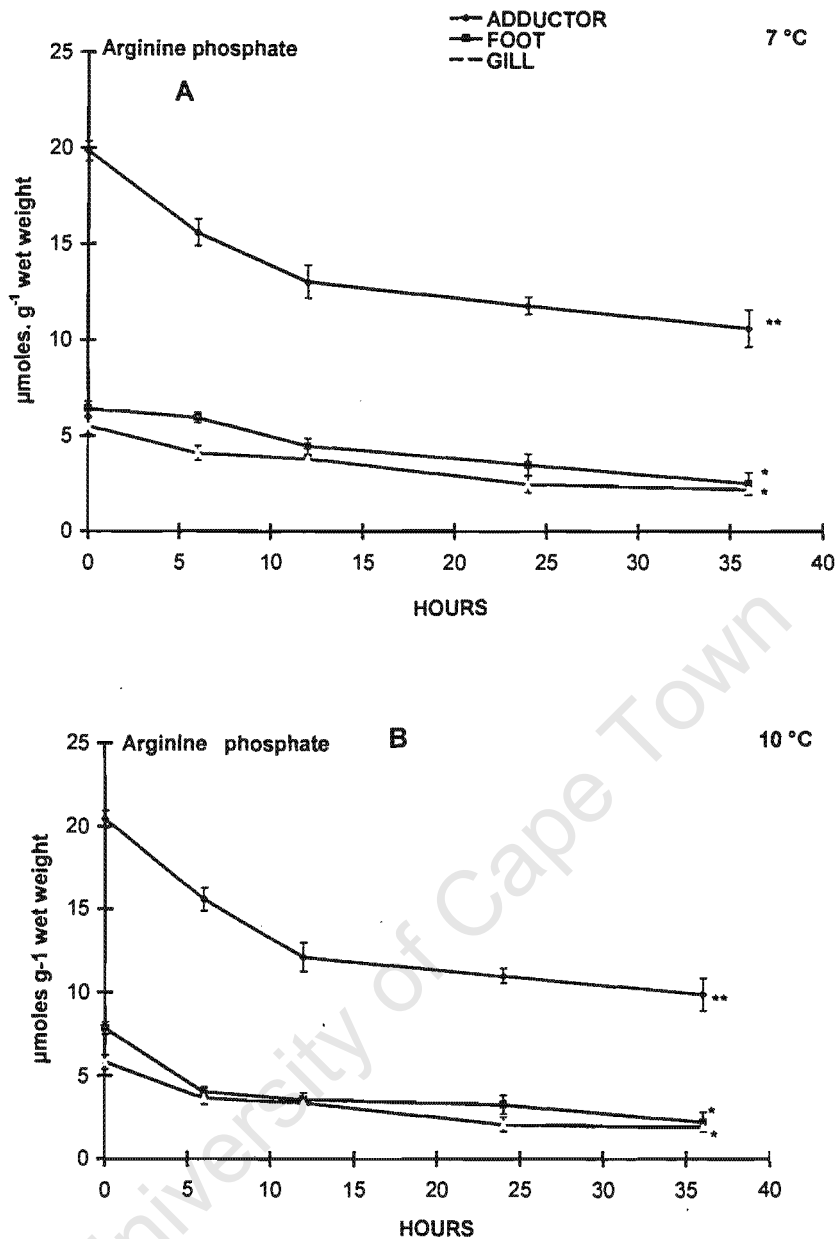 ADDUCTOR
FOOT
GILL
7 °C
Arginine phosphate
A
25
20
15
10
5
0
µmoles. g-1 wet weight
**
*
*
0 5 10 15 20 25 30 35 40
HOURS
Arginine phosphate
B
10 °C
25
20
15
10
5
0
µmoles g-1 wet weight
**
*
*
0 5 10 15 20 25 30 35 40
HOURS
University of Cape Town